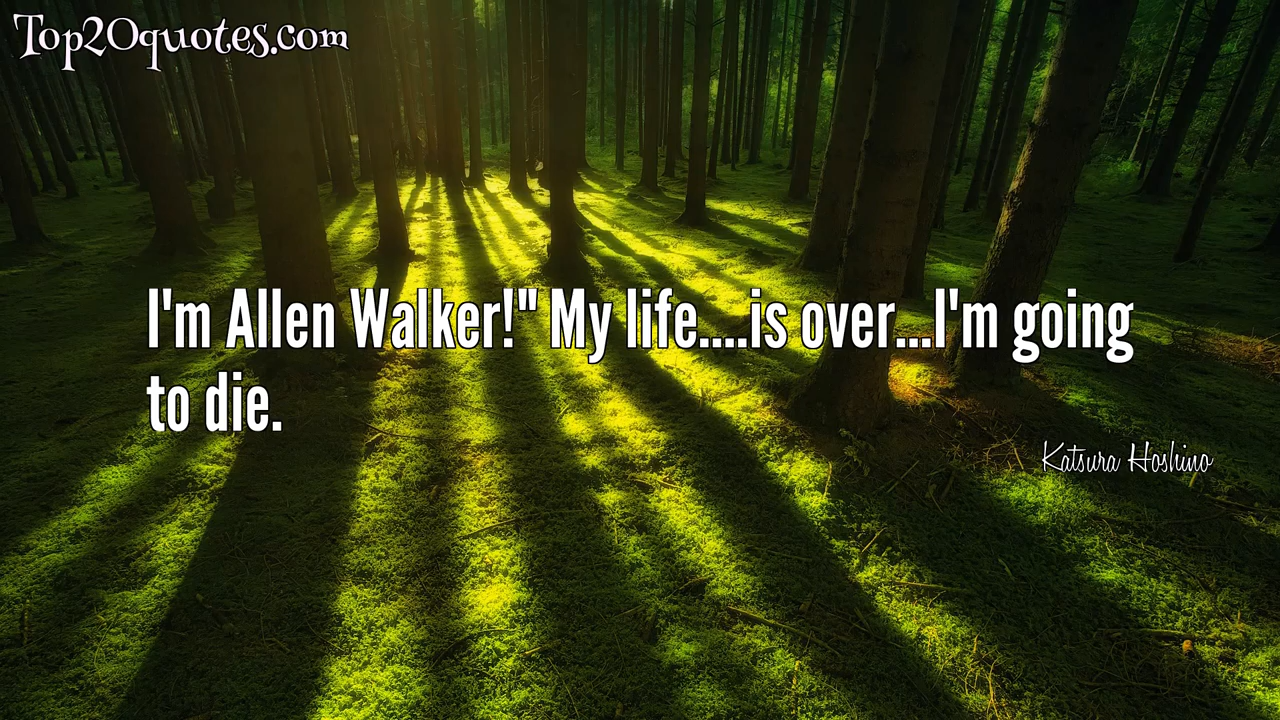 Top20quotes.com
I'm Allen Walker!" My life....is over...I'm going
to die.
Katsura Hoshino